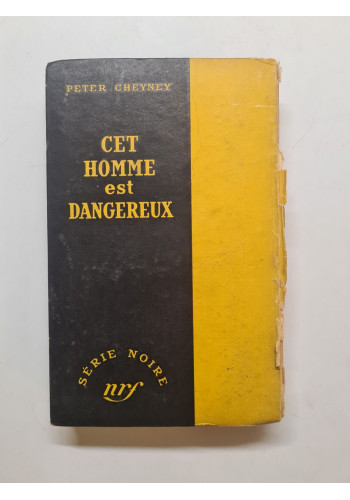 PETER CHEYNEY
CET
HOMME
est
DANGEREUX
SÉRIE NOIRE
nrf